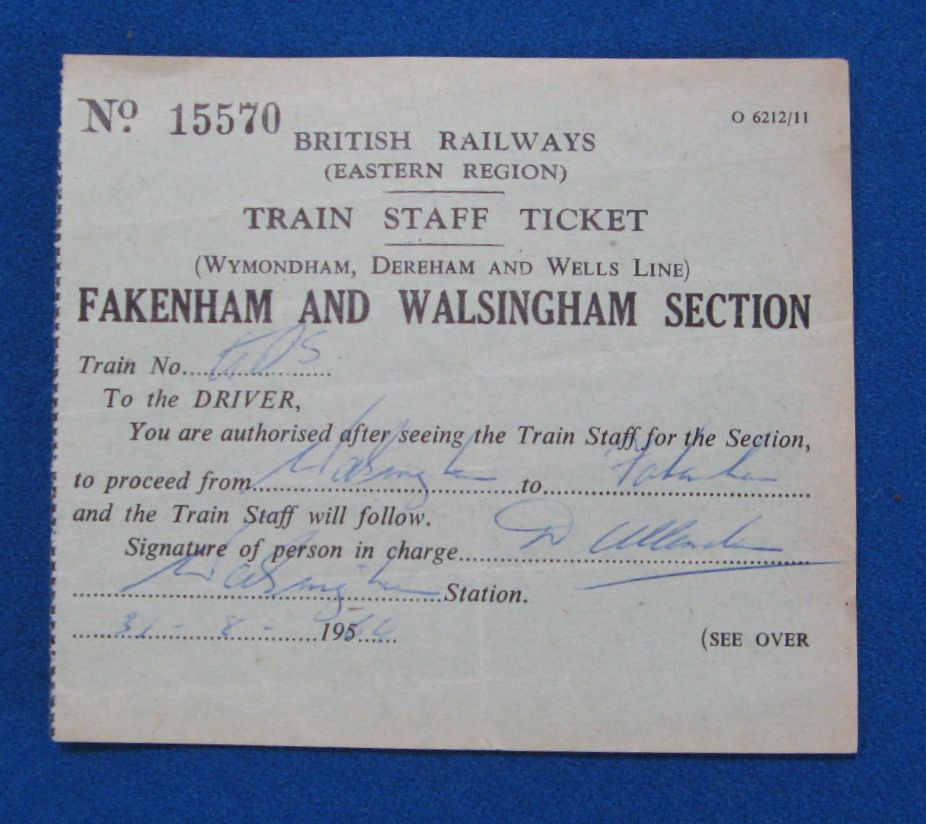 Nº 15570
O 6212/11
BRITISH RAILWAYS
(EASTERN REGION)
TRAIN STAFF TICKET
(WYMONDHAM, DEREHAM AND WELLS LINE)
FAKENHAM AND WALSINGHAM SECTION
Train No.
To the DRIVER,
You are authorised after seeing the Train Staff for the Section,
to proceed from Walsingham to Fakenham
and the Train Staff will follow.
Signature of person in charge
Walsingham Station.
31 - 8 - 1964
(SEE OVER